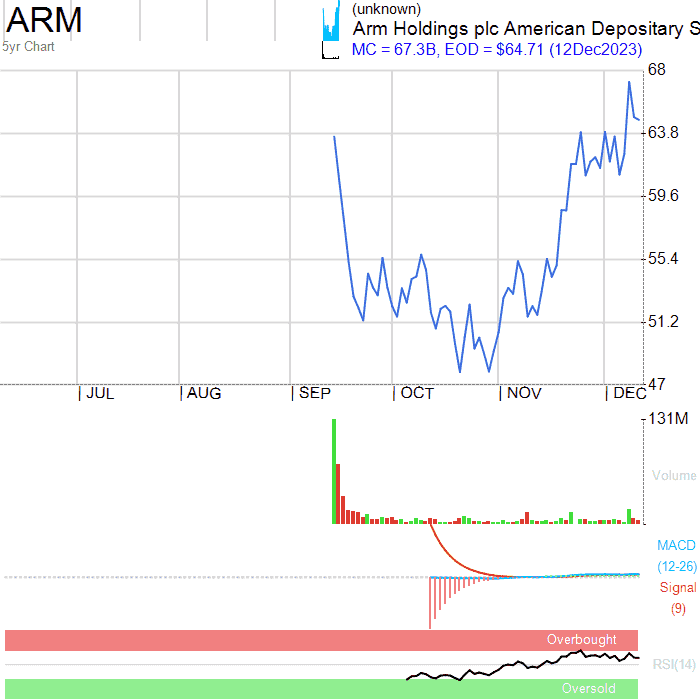 ARM
5yr Chart
(unknown)
Arm Holdings plc American Depositary S
MC = 67.3B, EOD = $64.71 (12Dec2023)
68
63.8
59.6
55.4
51.2
47
| JUL | AUG | SEP | OCT | NOV | DEC
131M
Volume
MACD
(12-26)
Signal
(9)
Overbought
RSI(14)
Oversold